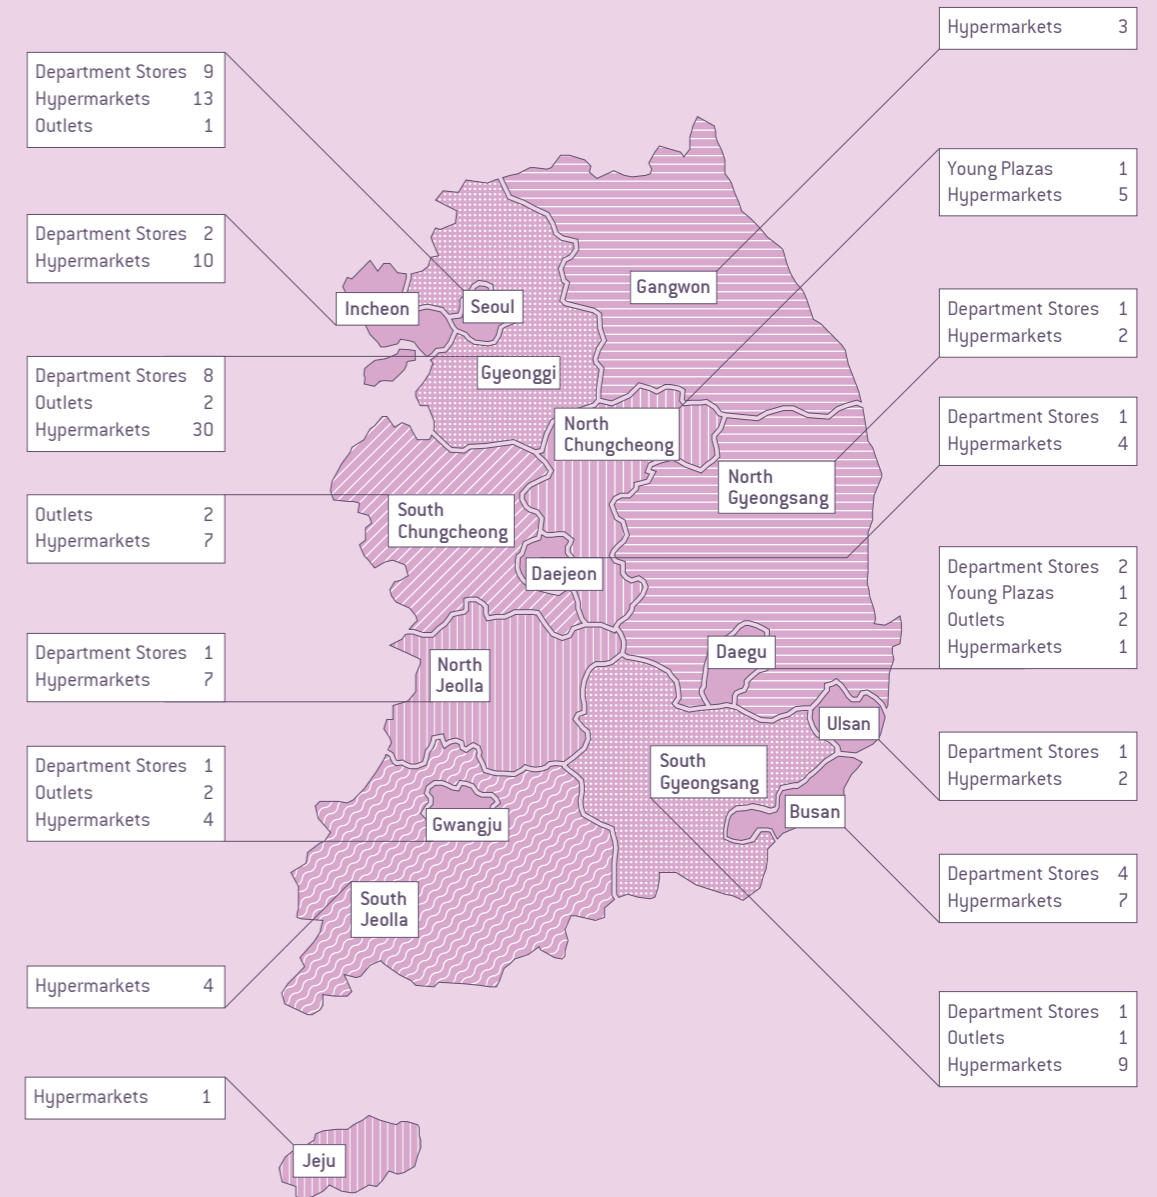 Department Stores 9
Hypermarkets 13
Outlets 1
Department Stores 2
Hypermarkets 10
Department Stores 8
Outlets 2
Hypermarkets 30
Outlets 2
Hypermarkets 7
Department Stores 1
Hypermarkets 7
Department Stores 1
Outlets 2
Hypermarkets 4
Hypermarkets 4
Hypermarkets 1
Incheon
Seoul
Gyeonggi
Gangwon
North
Chungcheong
South
Chungcheong
North
Gyeongsang
Daejeon
North
Jeolla
Daegu
Ulsan
South
Gyeongsang
Busan
Gwangju
South
Jeolla
Jeju
Hypermarkets 3
Young Plazas 1
Hypermarkets 5
Department Stores 1
Hypermarkets 2
Department Stores 1
Hypermarkets 4
Department Stores 2
Young Plazas 1
Outlets 2
Hypermarkets 1
Department Stores 1
Hypermarkets 2
Department Stores 4
Hypermarkets 7
Department Stores 1
Outlets 1
Hypermarkets 9